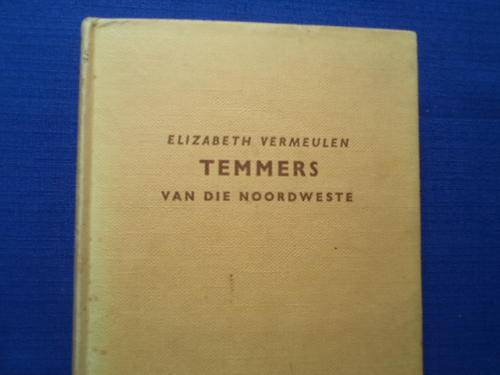 ELIZABETH VERMEULEN
TEMMERS
VAN DIE NOORDWESTE